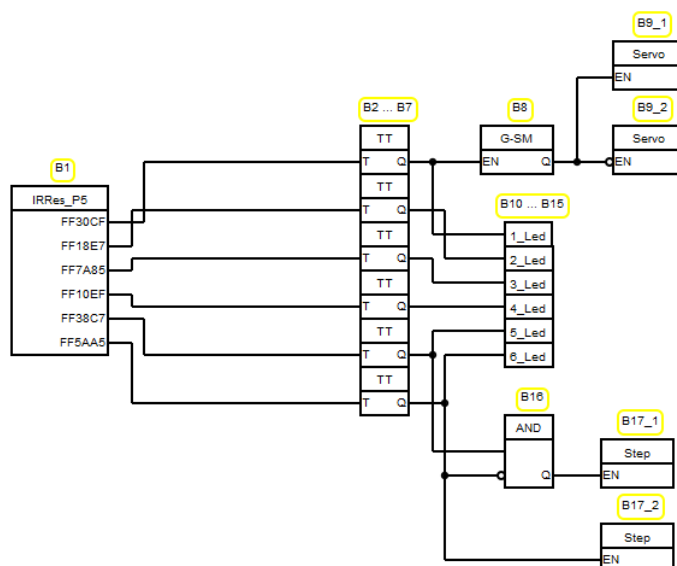 B9_1
Servo
EN
B9_2
Servo
EN
B2 ... B7
B8
TT
T Q
TT
T Q
TT
T Q
TT
T Q
TT
T Q
TT
T Q
G-SM
EN Q
B1
IRRes_P5
FF30CF
FF18E7
FF7A85
FF10EF
FF38C7
FF5AA5
B10 ... B15
1_Led
2_Led
3_Led
4_Led
5_Led
6_Led
B16
AND
Q
B17_1
Step
EN
B17_2
Step
EN